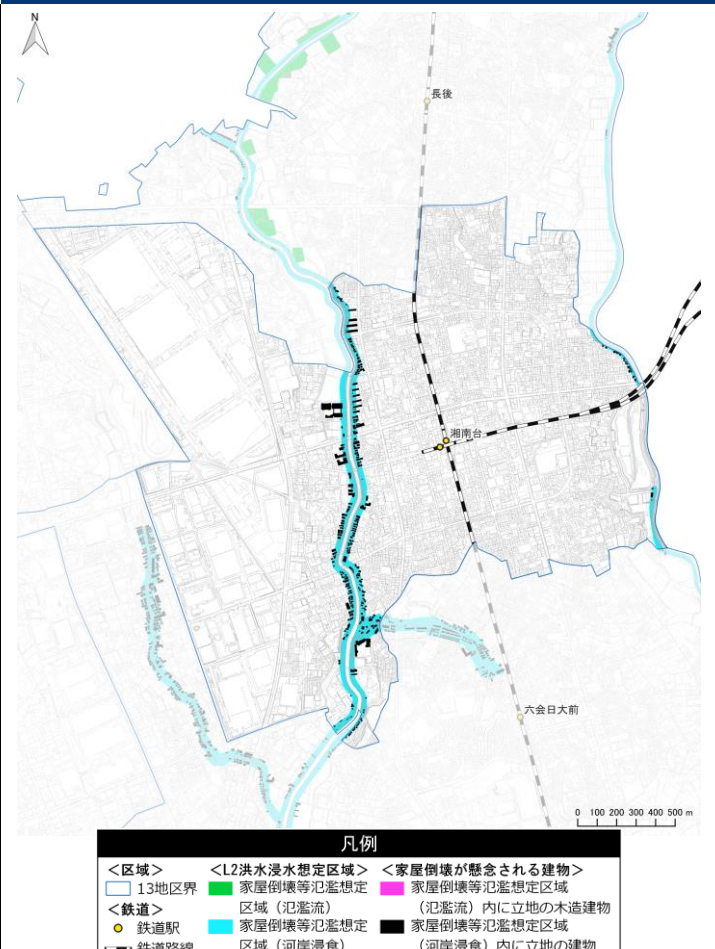 N
長後
湘南台
六会日大前
0 100 200 300 400 500 m
凡例
<区域>
13地区界
<鉄道>
鉄道駅
鉄道路線
<L2洪水浸水想定区域>
家屋倒壊等氾濫想定
区域（氾濫流）
家屋倒壊等氾濫想定
区域（河岸浸食）
<家屋倒壊が懸念される建物>
家屋倒壊等氾濫想定区域
（氾濫流）内に立地の木造建物
家屋倒壊等氾濫想定区域
（河岸浸食）内に立地の建物